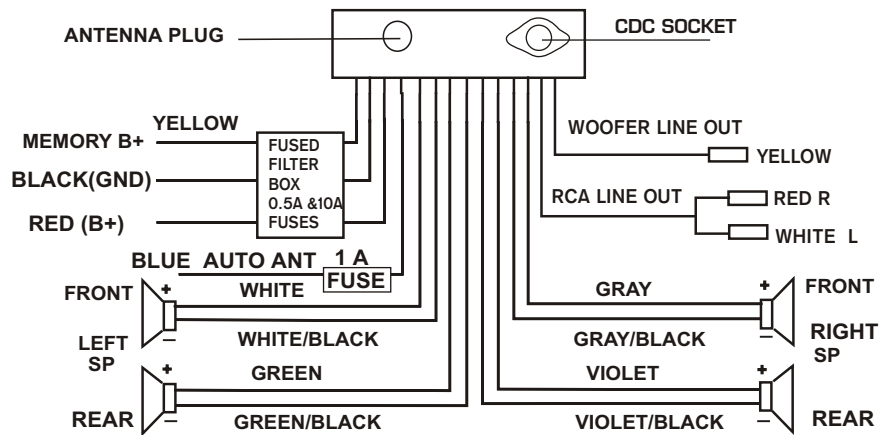 ANTENNA PLUG
CDC SOCKET
YELLOW
MEMORY B+
BLACK(GND)
RED (B+)
FUSED
FILTER
BOX
0.5A &10A
FUSES
WOOFER LINE OUT
YELLOW
RCA LINE OUT
RED R
WHITE L
BLUE AUTO ANT 1 A
FUSE
FRONT
+
WHITE
–
WHITE/BLACK
LEFT
SP
+
GREEN
REAR
–
GREEN/BLACK
GRAY
+
FRONT
GRAY/BLACK
–
RIGHT
SP
VIOLET
+
VIOLET/BLACK
–
REAR